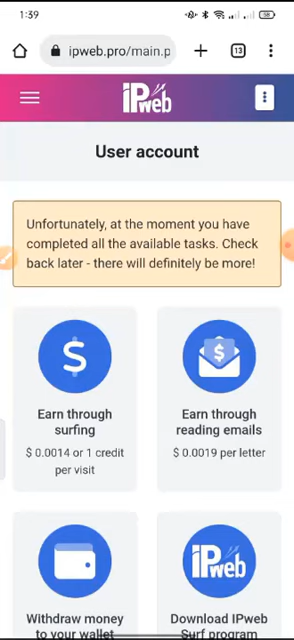 1:39
58
ipweb.pro/main.p
13
IPweb
User account
Unfortunately, at the moment you have
completed all the available tasks. Check
back later - there will definitely be more!
$
$
Earn through
surfing
Earn through
reading emails
$ 0.0014 or 1 credit
per visit
$ 0.0019 per letter
IPweb
Withdraw money
to your wallet
Download IPweb
Surf program